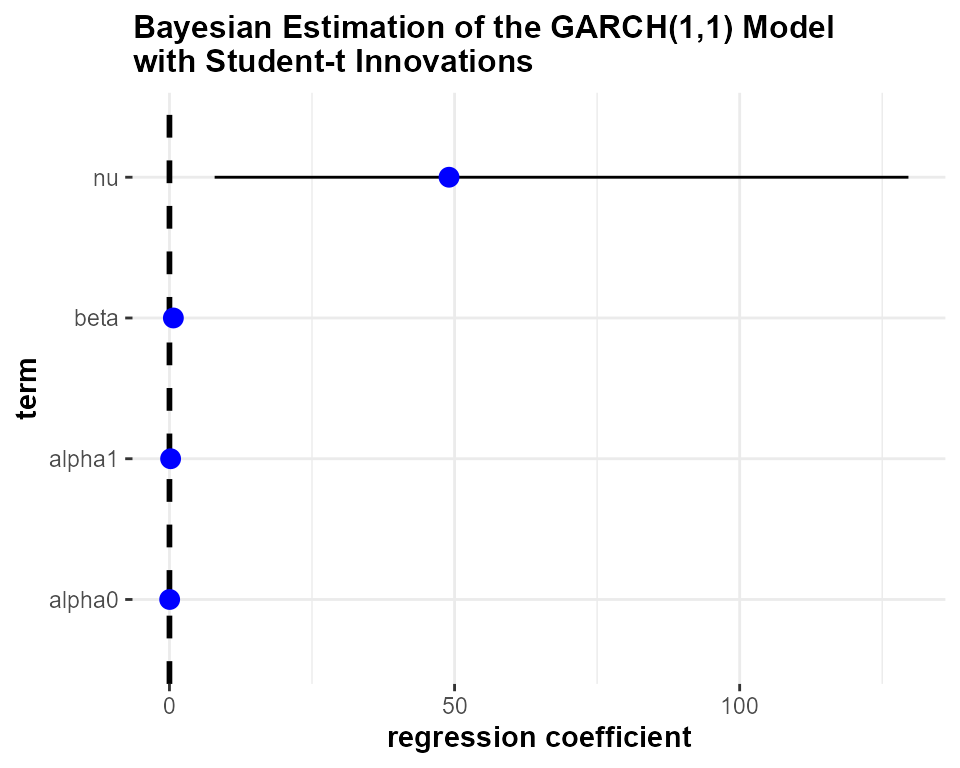 Bayesian Estimation of the GARCH(1,1) Model
with Student-t Innovations
nu
beta
alpha1
alpha0
term
0 50 100
regression coefficient